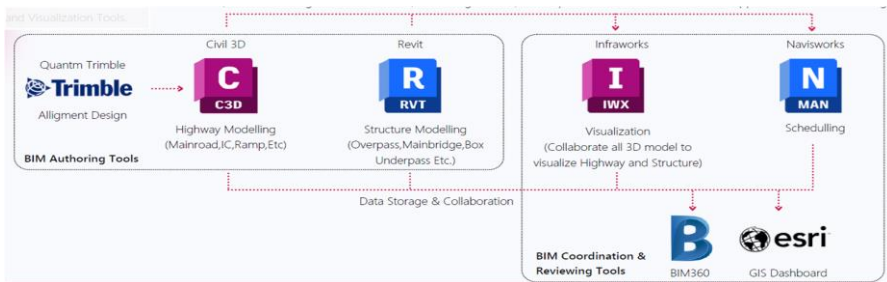 and Visualization Tools.
Civil 3D
Revit
Infraworks
Navisworks
Quantm Trimble
Trimble
Alligment Design
C
C3D
R
RVT
I
IWX
N
MAN
Highway Modelling
(Mainroad,IC,Ramp,Etc)
Structure Modelling
(Overpass,Mainbridge,Box
Underpass Etc.)
Visualization
(Collaborate all 3D model to
visualize Highway and Structure)
Schedulling
BIM Authoring Tools
Data Storage & Collaboration
BIM Coordination &
Reviewing Tools
B
BIM360
esri
GIS Dashboard